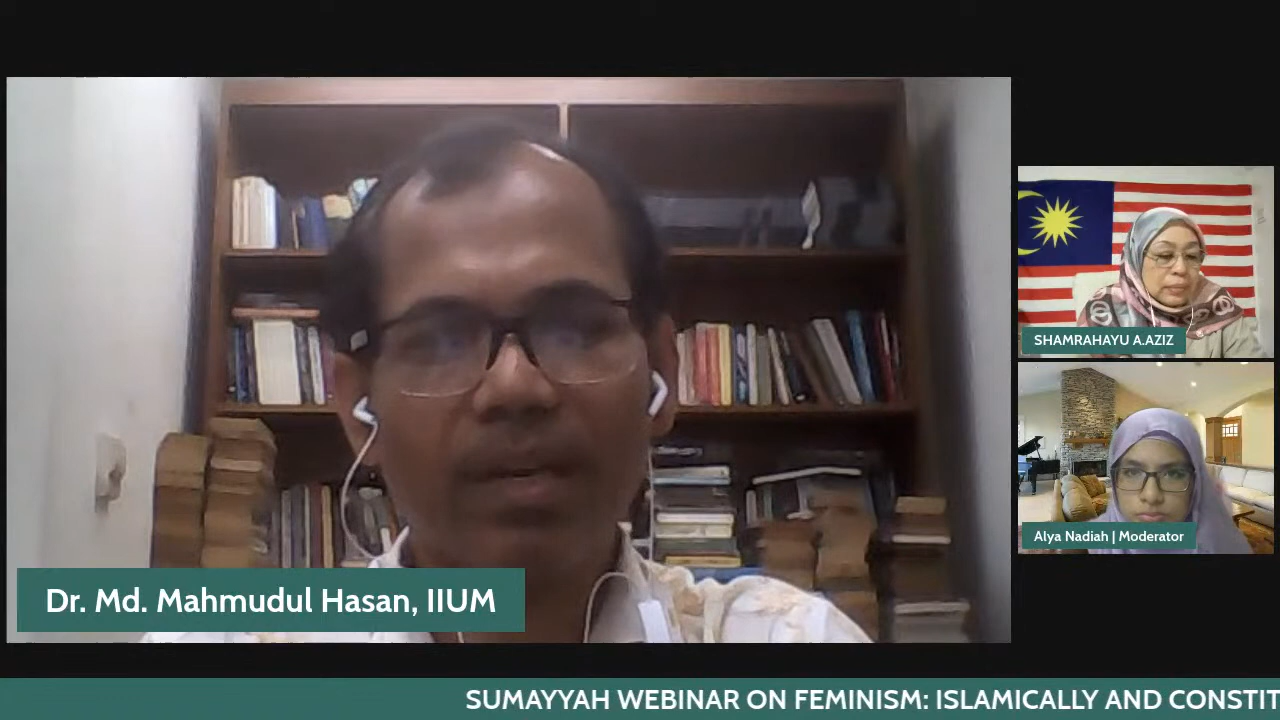 SHAMRAHAYU A.AZIZ
Alya Nadiah | Moderator
Dr. Md. Mahmudul Hasan, IIUM
SUMAYYAH WEBINAR ON FEMINISM: ISLAMICALLY AND CONSTIT